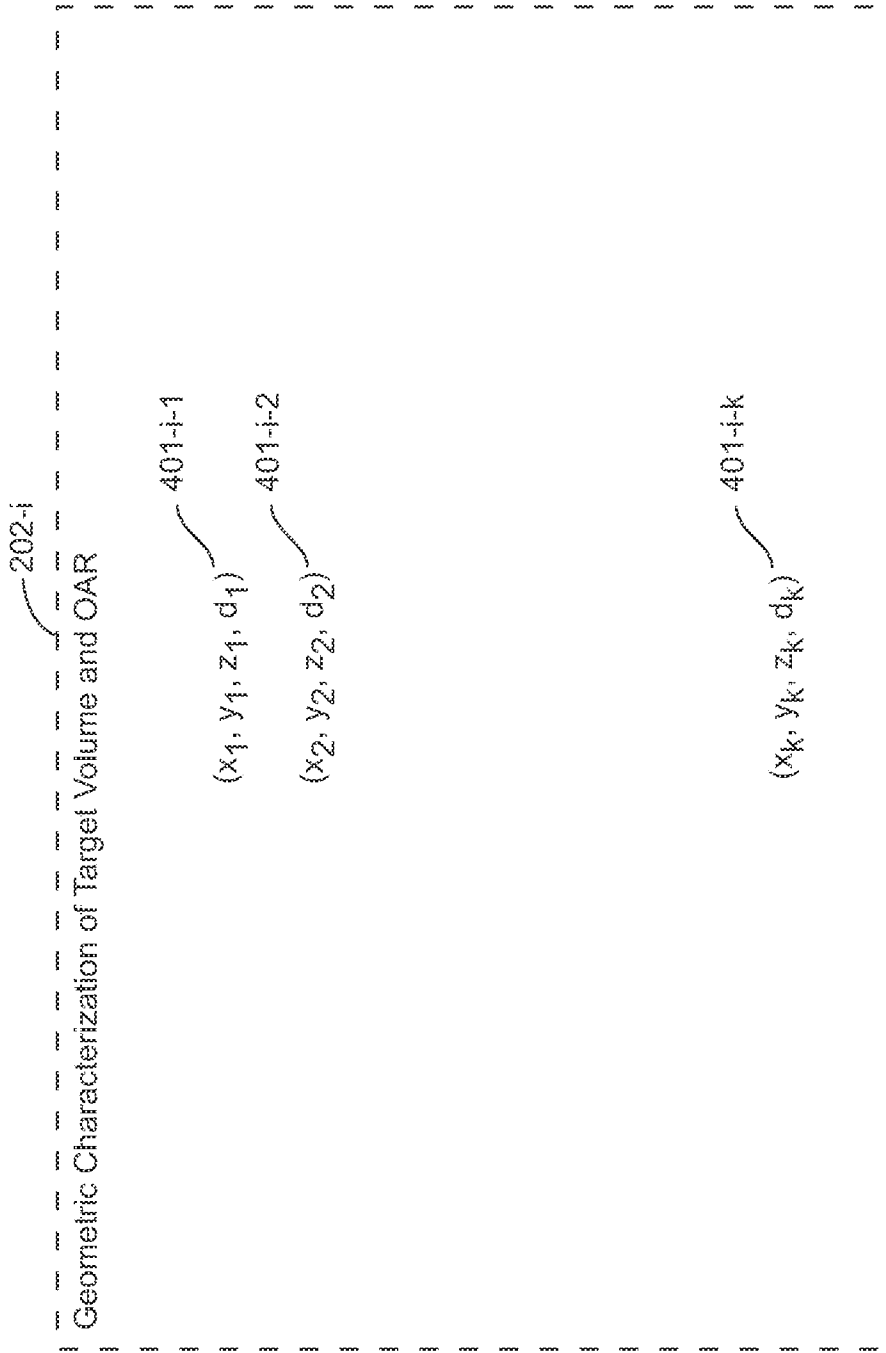 202-i
Geometric Characterization of Target Volume and OAR
401-i-1
(x1, y1, z1, d1)
401-i-2
(x2, y2, z2, d2)
401-i-k
(xk, yk, zk, dk)